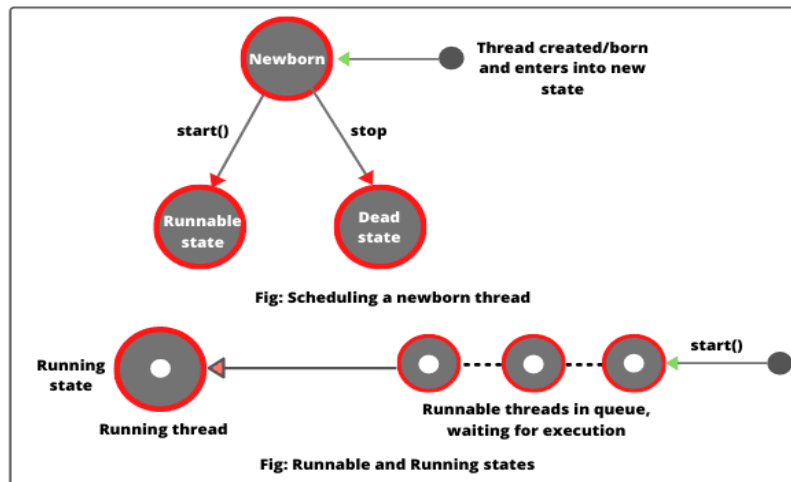 Newborn
Thread created/born
and enters into new
state
start()
stop
Runnable
state
Dead
state
Fig: Scheduling a newborn thread
Running
state
start()
Running thread
Runnable threads in queue,
waiting for execution
Fig: Runnable and Running states